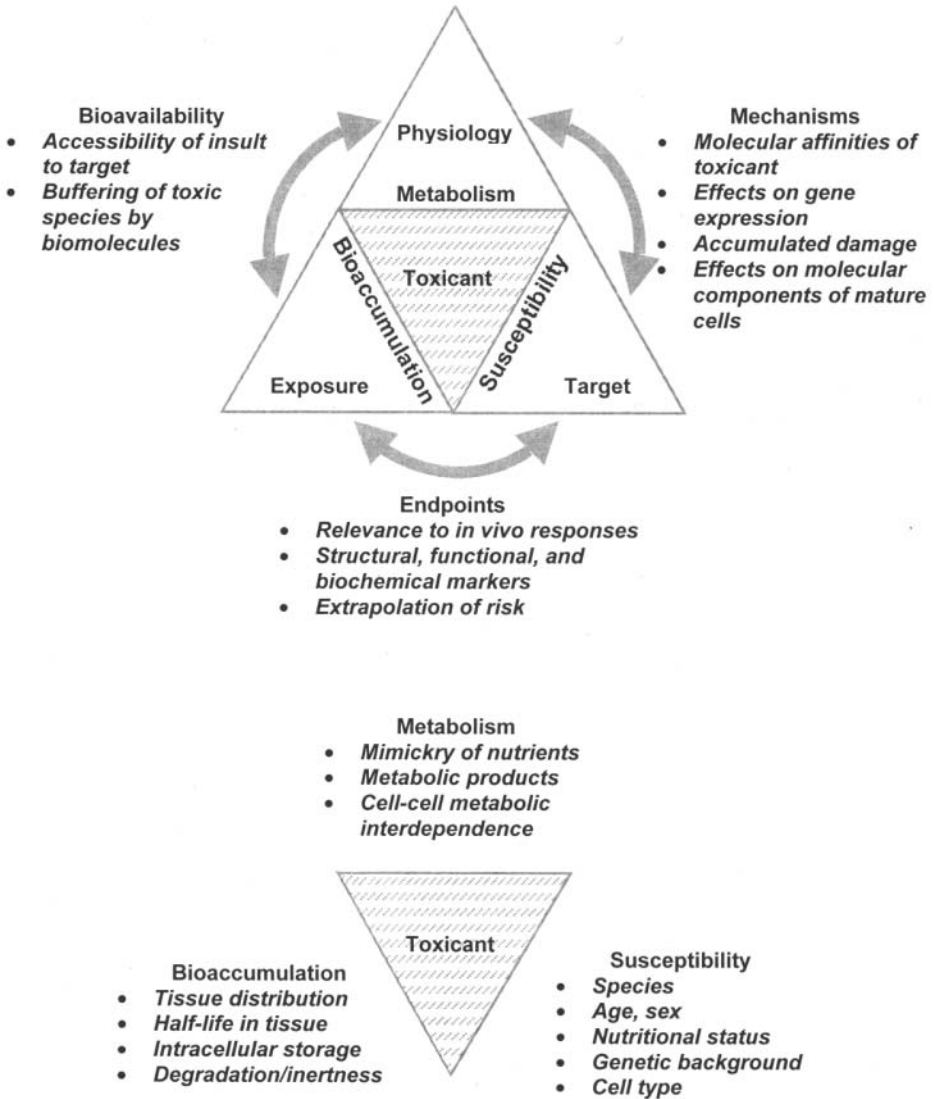 Bioavailability
• Accessibility of insult
to target
• Buffering of toxic
species by
biomolecules
Physiology
Metabolism
Toxicant
Bioaccumulation
Susceptibility
Exposure
Target
Mechanisms
• Molecular affinities of
toxicant
• Effects on gene
expression
• Accumulated damage
• Effects on molecular
components of mature
cells
Endpoints
• Relevance to in vivo responses
• Structural, functional, and
biochemical markers
• Extrapolation of risk
Metabolism
• Mimickry of nutrients
• Metabolic products
• Cell-cell metabolic
interdependence
Toxicant
Bioaccumulation
• Tissue distribution
• Half-life in tissue
• Intracellular storage
• Degradation/inertness
Susceptibility
• Species
• Age, sex
• Nutritional status
• Genetic background
• Cell type